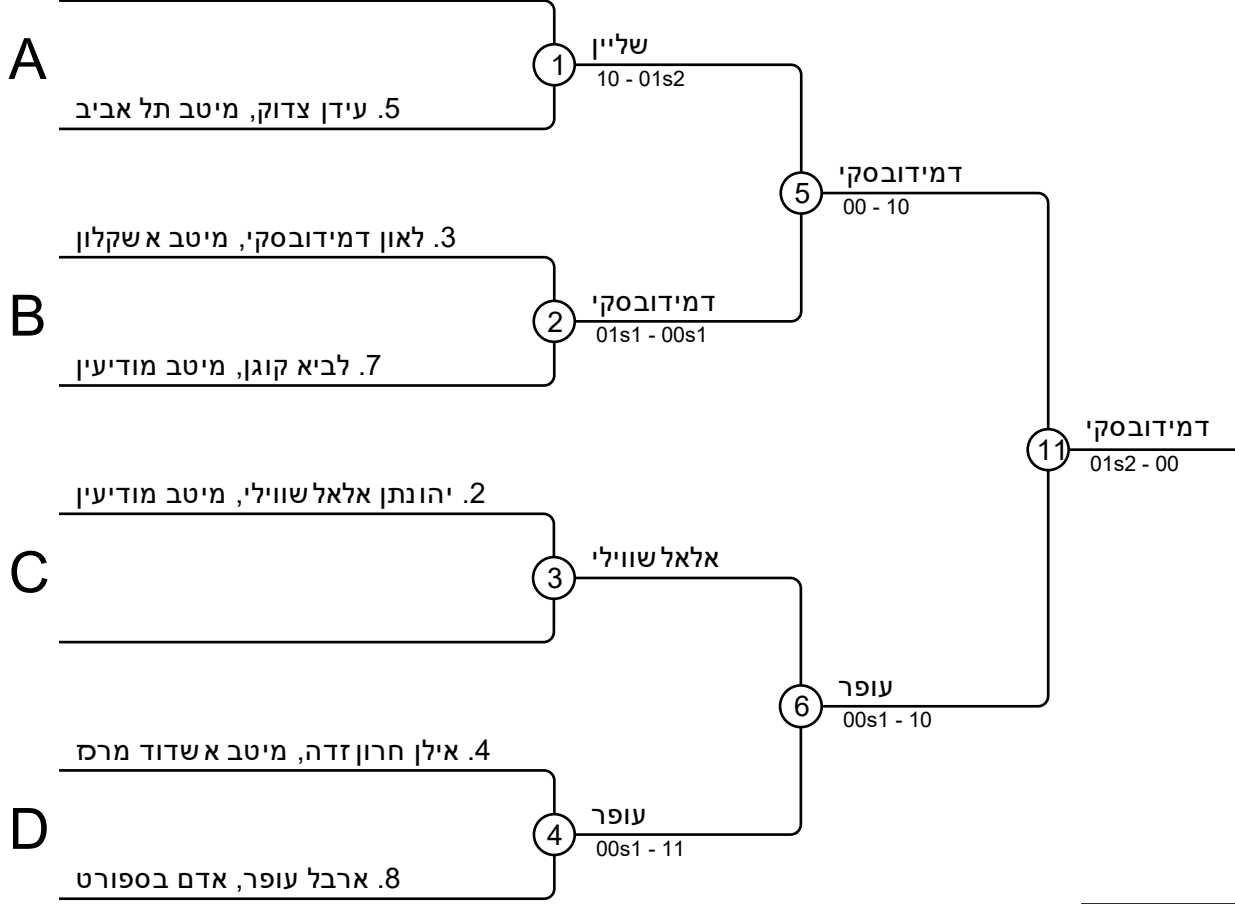 A
שליין
1
10 - 01s2
5. עידן צדוק, מיטב תל אביב
דמידובסקי
5
00 - 10
3. לאון דמידובסקי, מיטב אשקלון
B
דמידובסקי
2
01s1 - 00s1
7. לביא קוגן, מיטב מודיעין
דמידובסקי
11
01s2 - 00
2. יהונתן אלאלשווילי, מיטב מודיעין
C
אלאלשווילי
3
עופר
6
00s1 - 10
4. אילן חרוןזדה, מיטב אשדוד מרכז
D
עופר
4
00s1 - 11
8. ארבל עופר, אדם בספורט